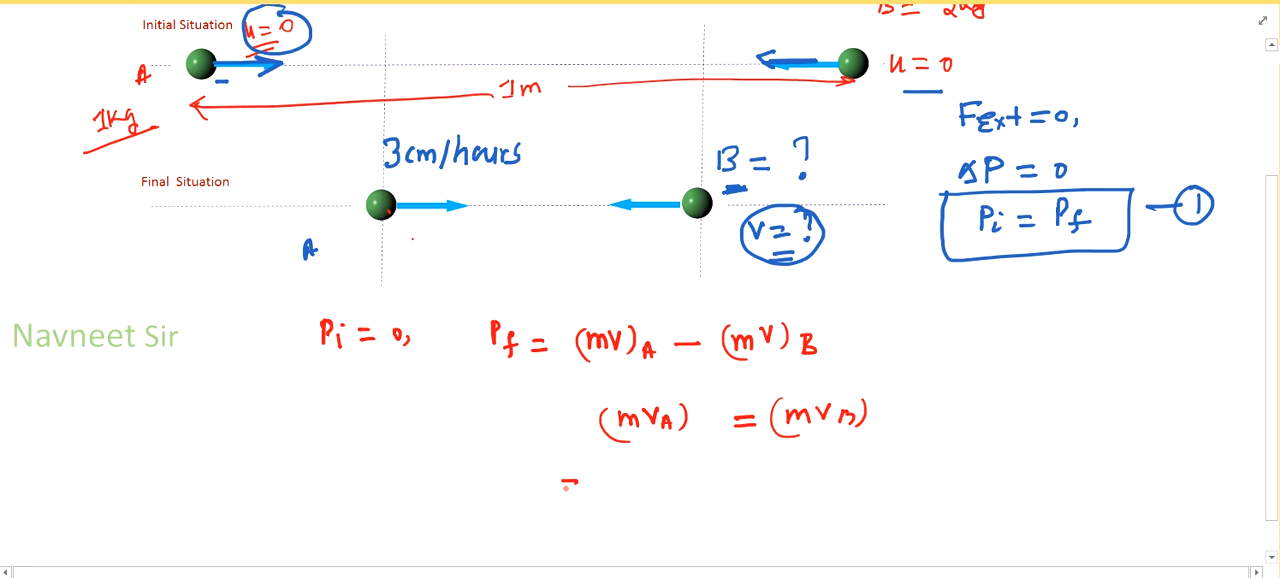 B = 2kg
Initial Situation u = 0
A
u = 0
1m
1kg
FExt = 0,
3cm/hours
B = ?
ΔP = 0
Final Situation
Pi = Pf — 1
v = ?
A
Navneet Sir
Pi = 0, Pf = (mv)A – (mv)B
(mvA) = (mvB)